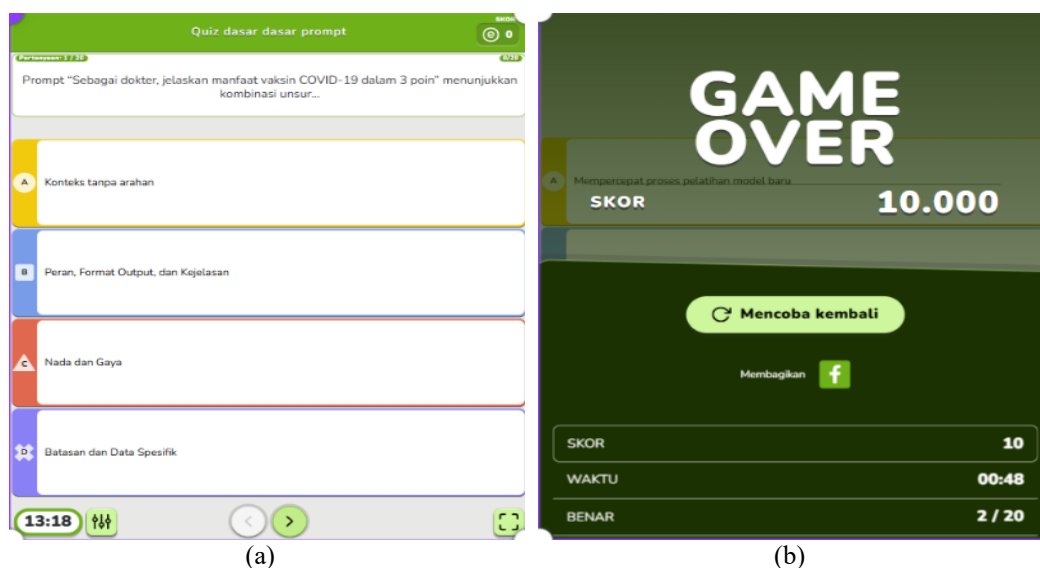 Quiz dasar dasar prompt
SKOR
0
Pertanyaan: 1 / 20
0/20
Prompt “Sebagai dokter, jelaskan manfaat vaksin COVID-19 dalam 3 poin” menunjukkan
kombinasi unsur...
A
Konteks tanpa arahan
B
Peran, Format Output, dan Kejelasan
C
Nada dan Gaya
D
Batasan dan Data Spesifik
13:18
(a)
GAME
OVER
A
Mempercepat proses pelatihan model baru
SKOR
10.000
Mencoba kembali
Membagikan
SKOR 10
WAKTU 00:48
BENAR 2 / 20
(b)